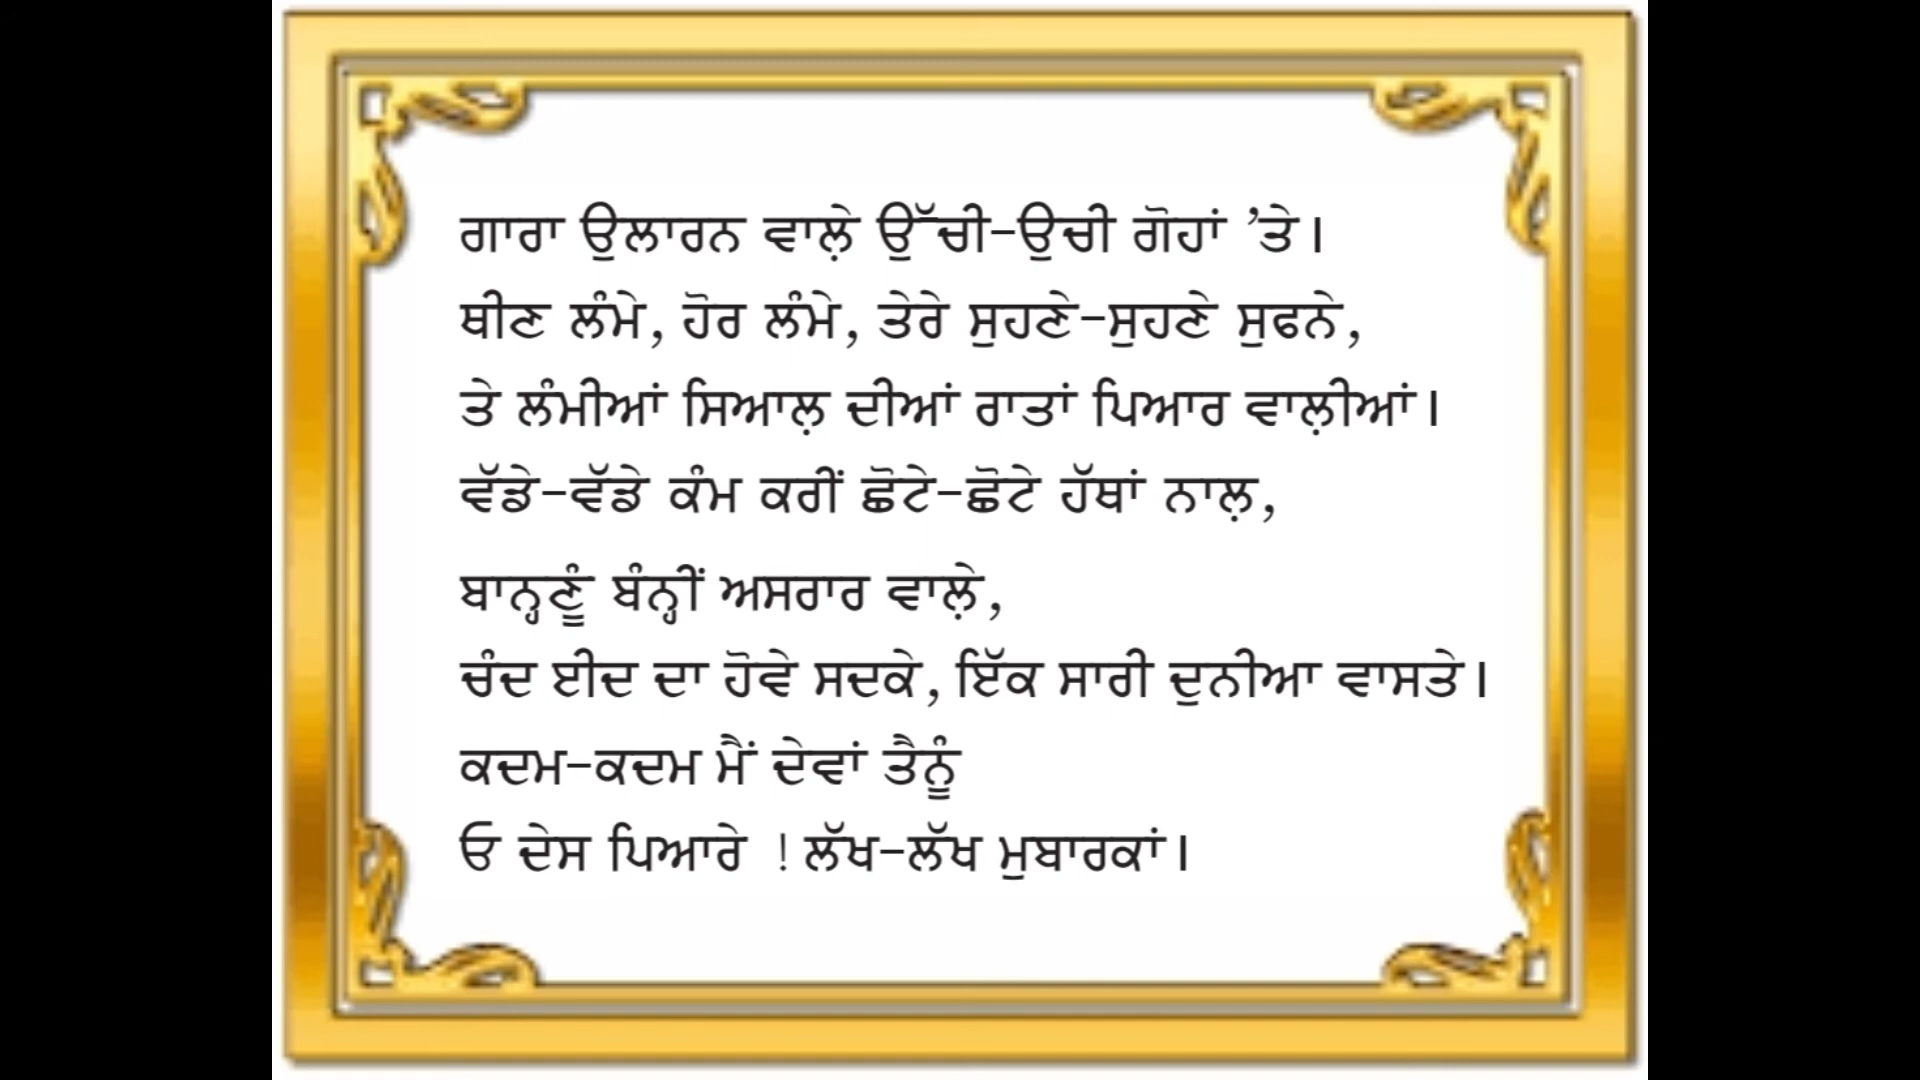 ਗਾਰਾ ਉਲਾਰਨ ਵਾਲ਼ੇ ਉੱਚੀ-ਉਚੀ ਗੋਹਾਂ ’ਤੇ।
ਥੀਣ ਲੰਮੇ, ਹੋਰ ਲੰਮੇ, ਤੇਰੇ ਸੁਹਣੇ-ਸੁਹਣੇ ਸੁਫਨੇ,
ਤੇ ਲੰਮੀਆਂ ਸਿਆਲ਼ ਦੀਆਂ ਰਾਤਾਂ ਪਿਆਰ ਵਾਲ਼ੀਆਂ।
ਵੱਡੇ-ਵੱਡੇ ਕੰਮ ਕਰੀਂ ਛੋਟੇ-ਛੋਟੇ ਹੱਥਾਂ ਨਾਲ਼,
ਬਾਨ੍ਹਣੂੰ ਬੰਨ੍ਹੀਂ ਅਸਰਾਰ ਵਾਲ਼ੇ,
ਚੰਦ ਈਦ ਦਾ ਹੋਵੇ ਸਦਕੇ, ਇੱਕ ਸਾਰੀ ਦੁਨੀਆ ਵਾਸਤੇ।
ਕਦਮ-ਕਦਮ ਮੈਂ ਦੇਵਾਂ ਤੈਨੂੰ
ਓ ਦੇਸ ਪਿਆਰੇ ! ਲੱਖ-ਲੱਖ ਮੁਬਾਰਕਾਂ।